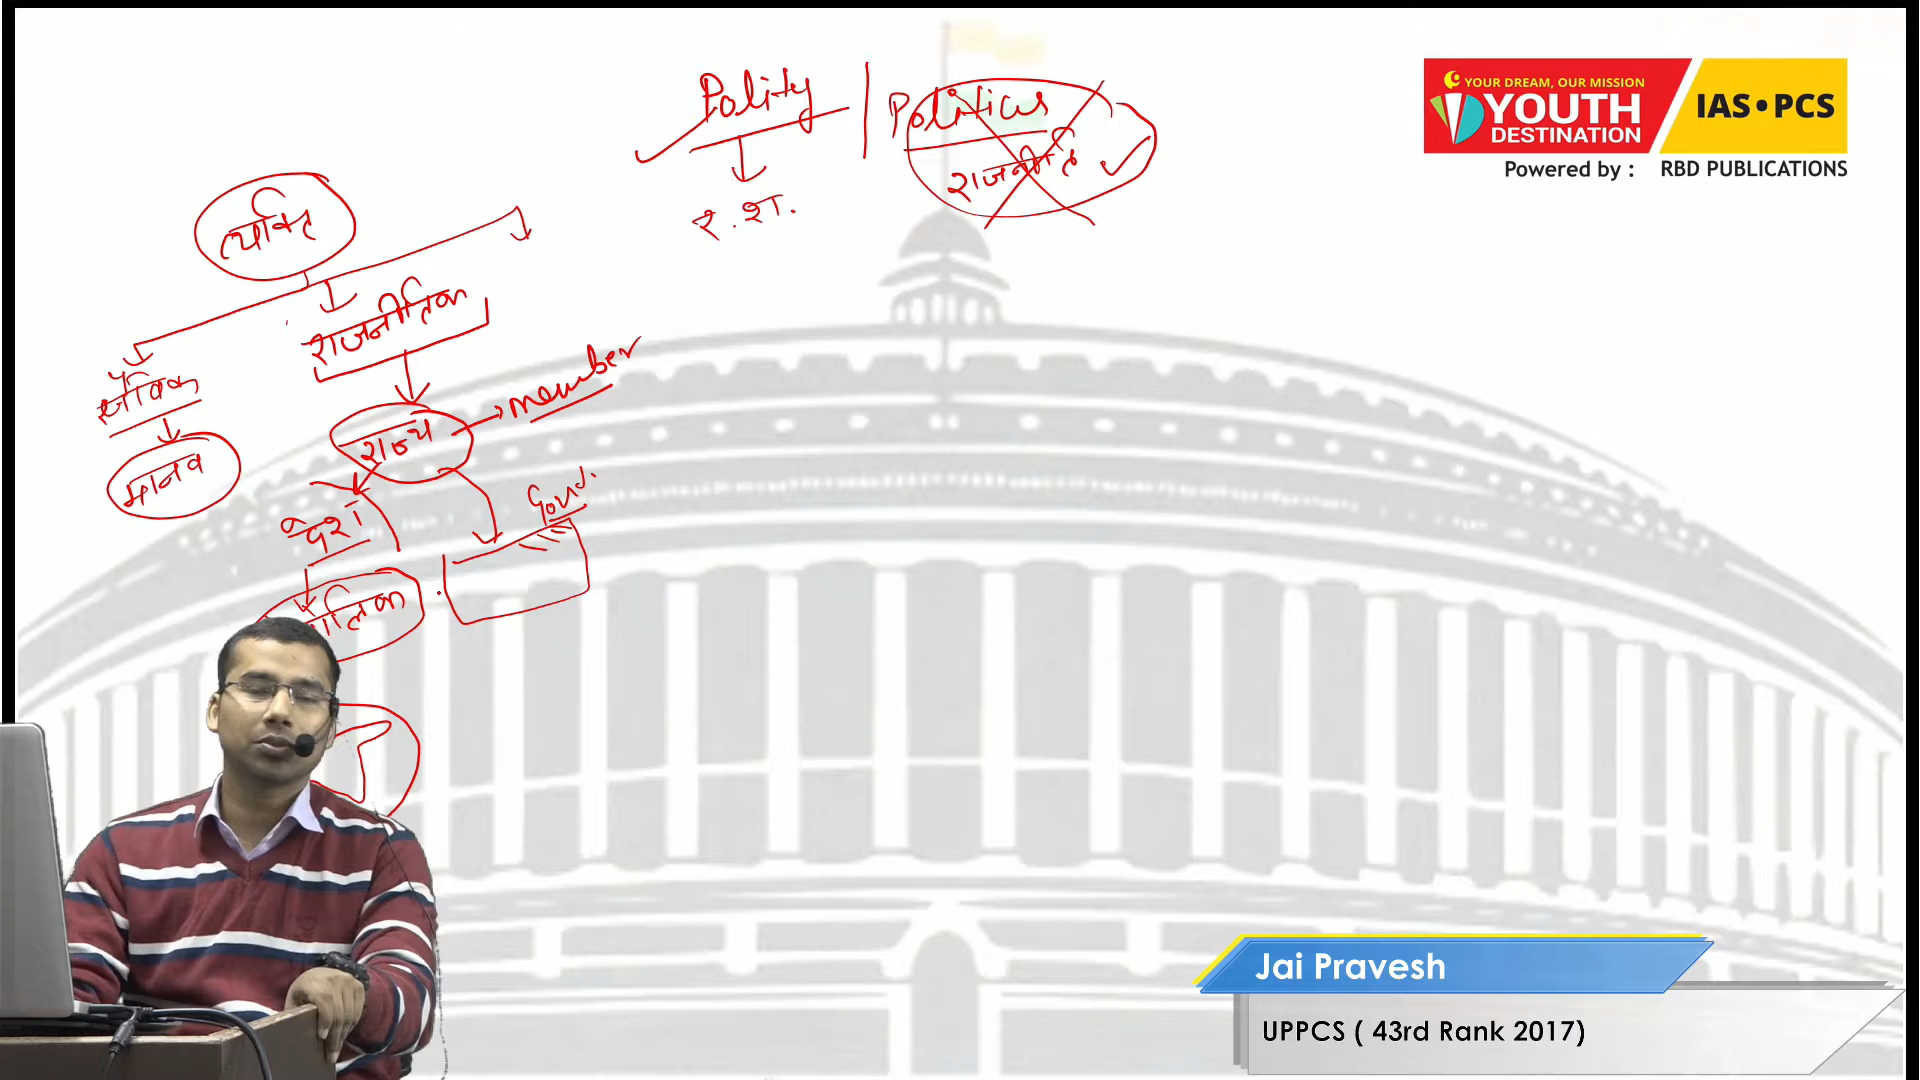 Polity | Politics
राजनीति
र. शा.
व्यक्ति
राजनीतिक
जैविक
मानव
राज्य
member
देश
Govt.
YOUR DREAM, OUR MISSION
YOUTH
DESTINATION
IAS•PCS
Powered by : RBD PUBLICATIONS
Jai Pravesh
UPPCS ( 43rd Rank 2017)